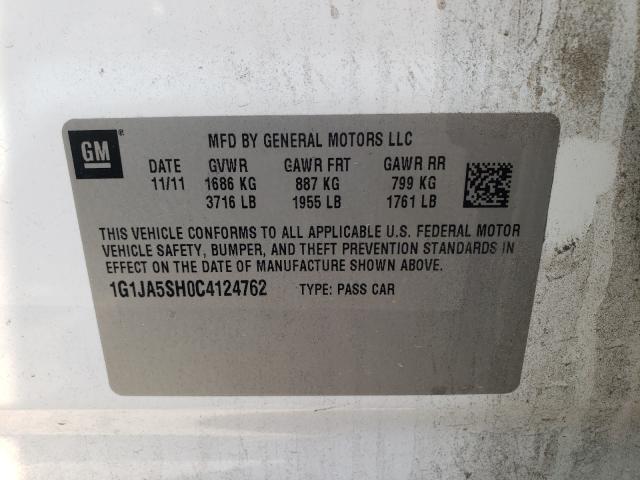 GM®
MFD BY GENERAL MOTORS LLC
DATE GVWR GAWR FRT GAWR RR
11/11 1686 KG 887 KG 799 KG
3716 LB 1955 LB 1761 LB
THIS VEHICLE CONFORMS TO ALL APPLICABLE U.S. FEDERAL MOTOR
VEHICLE SAFETY, BUMPER, AND THEFT PREVENTION STANDARDS IN
EFFECT ON THE DATE OF MANUFACTURE SHOWN ABOVE.
1G1JA5SH0C4124762 TYPE: PASS CAR